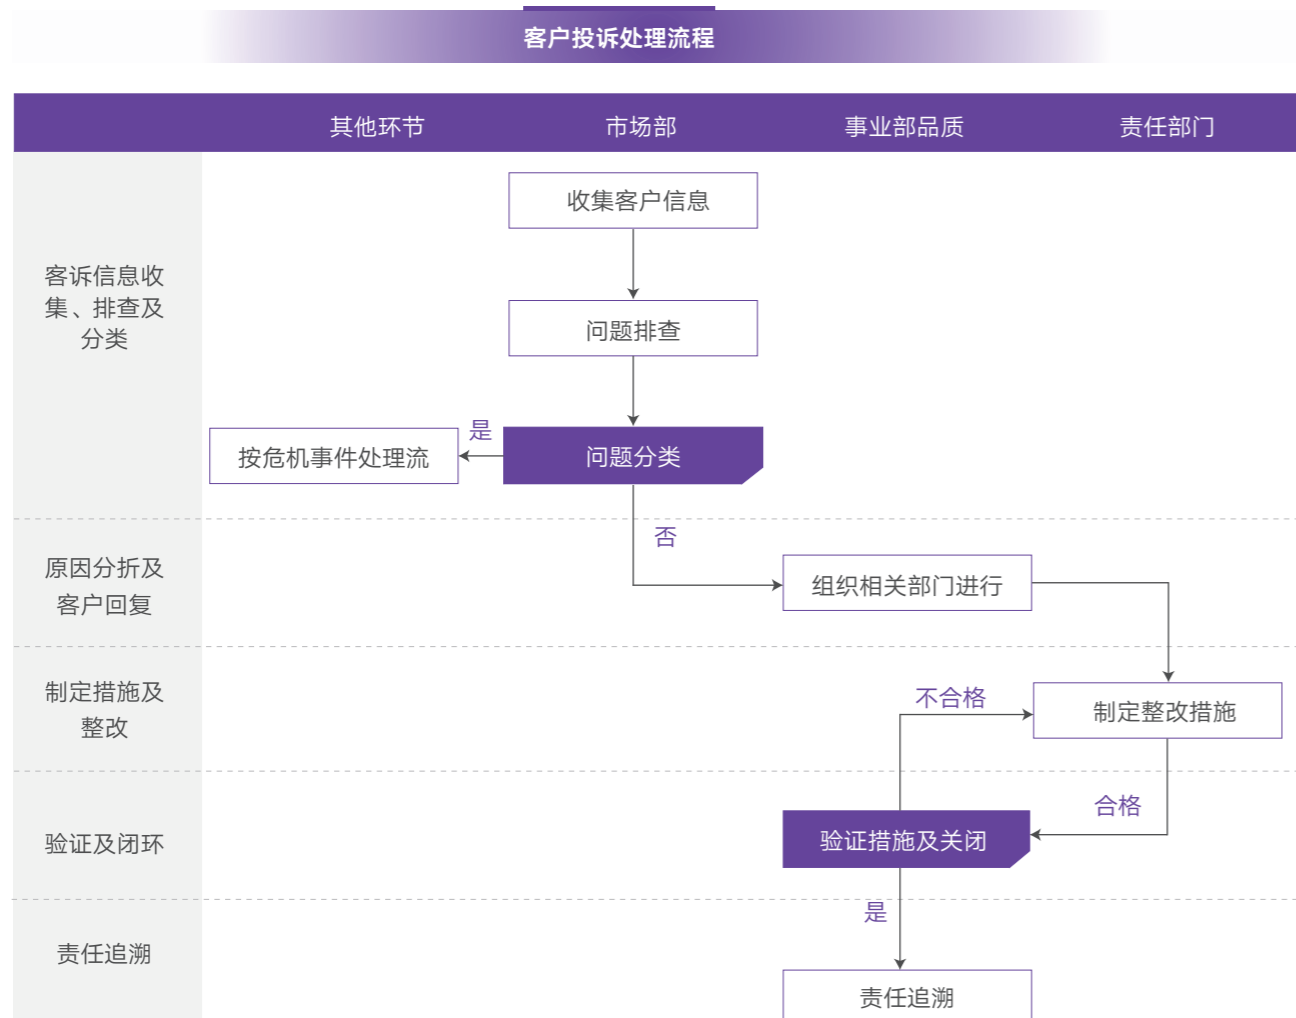 客户投诉处理流程
其他环节
市场部
事业部品质
责任部门
客诉信息收
集、排查及
分类
收集客户信息
问题排查
是
按危机事件处理流
问题分类
否
原因分折及
客户回复
组织相关部门进行
制定措施及
整改
不合格
制定整改措施
合格
验证及闭环
验证措施及关闭
是
责任追溯
责任追溯